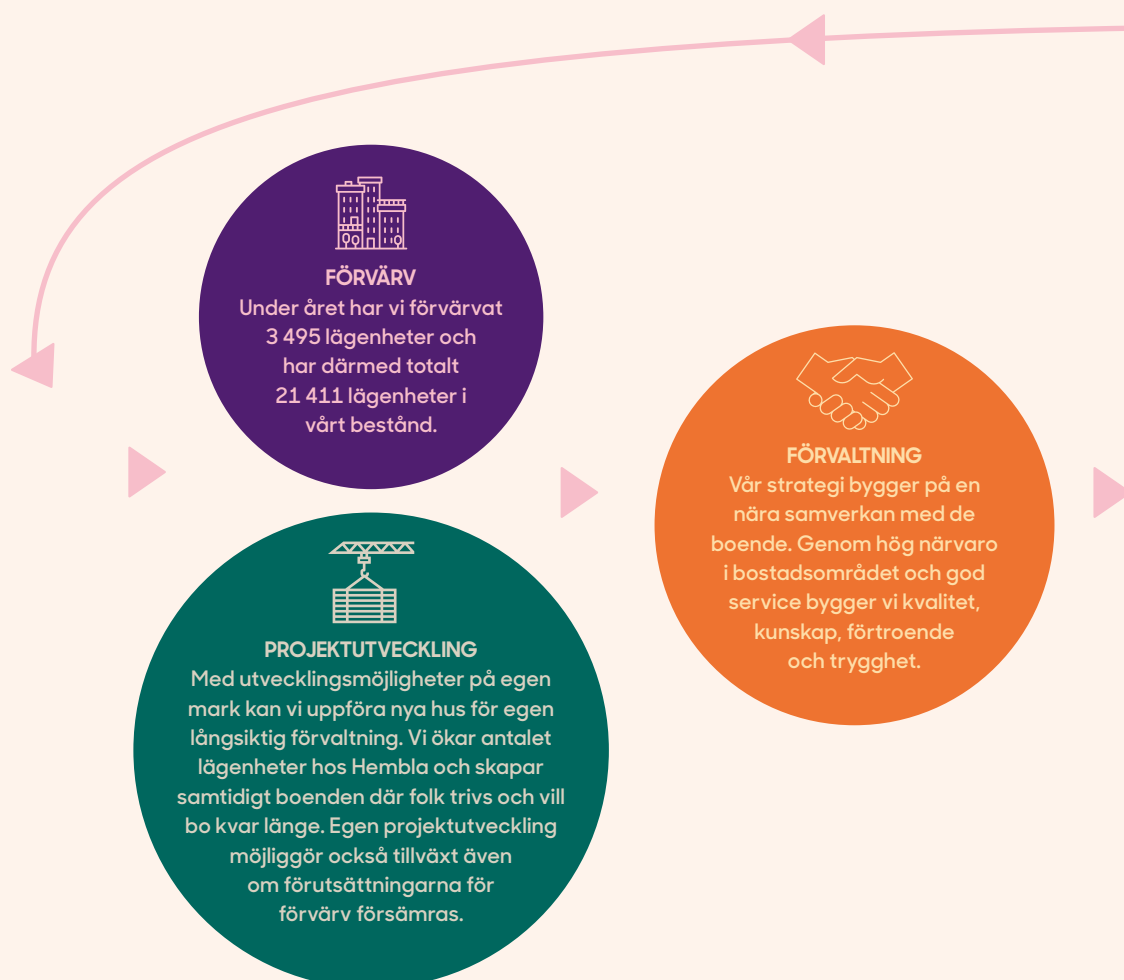 FÖRVÄRV
Under året har vi förvärvat
3 495 lägenheter och
har därmed totalt
21 411 lägenheter i
vårt bestånd.
PROJEKTUTVECKLING
Med utvecklingsmöjligheter på egen
mark kan vi uppföra nya hus för egen
långsiktig förvaltning. Vi ökar antalet
lägenheter hos Hembla och skapar
samtidigt boenden där folk trivs och vill
bo kvar länge. Egen projektutveckling
möjliggör också tillväxt även
om förutsättningarna för
förvärv försämras.
FÖRVALTNING
Vår strategi bygger på en
nära samverkan med de
boende. Genom hög närvaro
i bostadsområdet och god
service bygger vi kvalitet,
kunskap, förtroende
och trygghet.